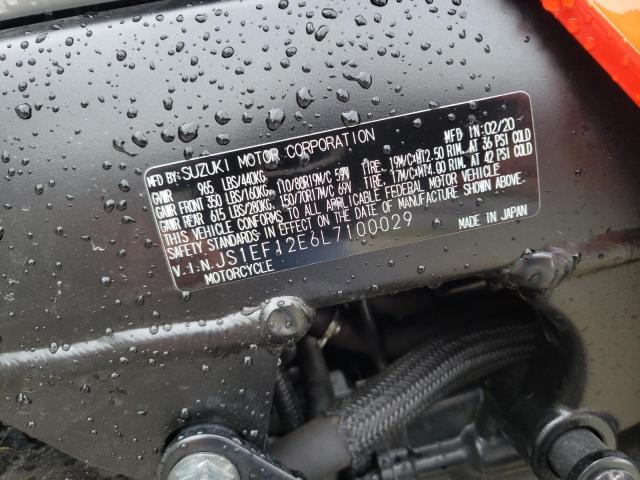 MFD BY: SUZUKI MOTOR CORPORATION MFD IN: 02/20
GVWR 965 LBS/440KG
GAWR FRONT 350 LBS/160KG, 110/80R19M/C 59V TIRE, 19M/C×MT2.50 RIM, AT 36 PSI COLD
GAWR REAR 615 LBS/280KG, 150/70R17M/C 69V TIRE, 17M/C×MT4.00 RIM, AT 42 PSI COLD
THIS VEHICLE CONFORMS TO ALL APPLICABLE FEDERAL MOTOR VEHICLE
SAFETY STANDARDS IN EFFECT ON THE DATE OF MANUFACTURE SHOWN ABOVE.
V.I.N. JS1EF12E6L7100029
MOTORCYCLE MADE IN JAPAN